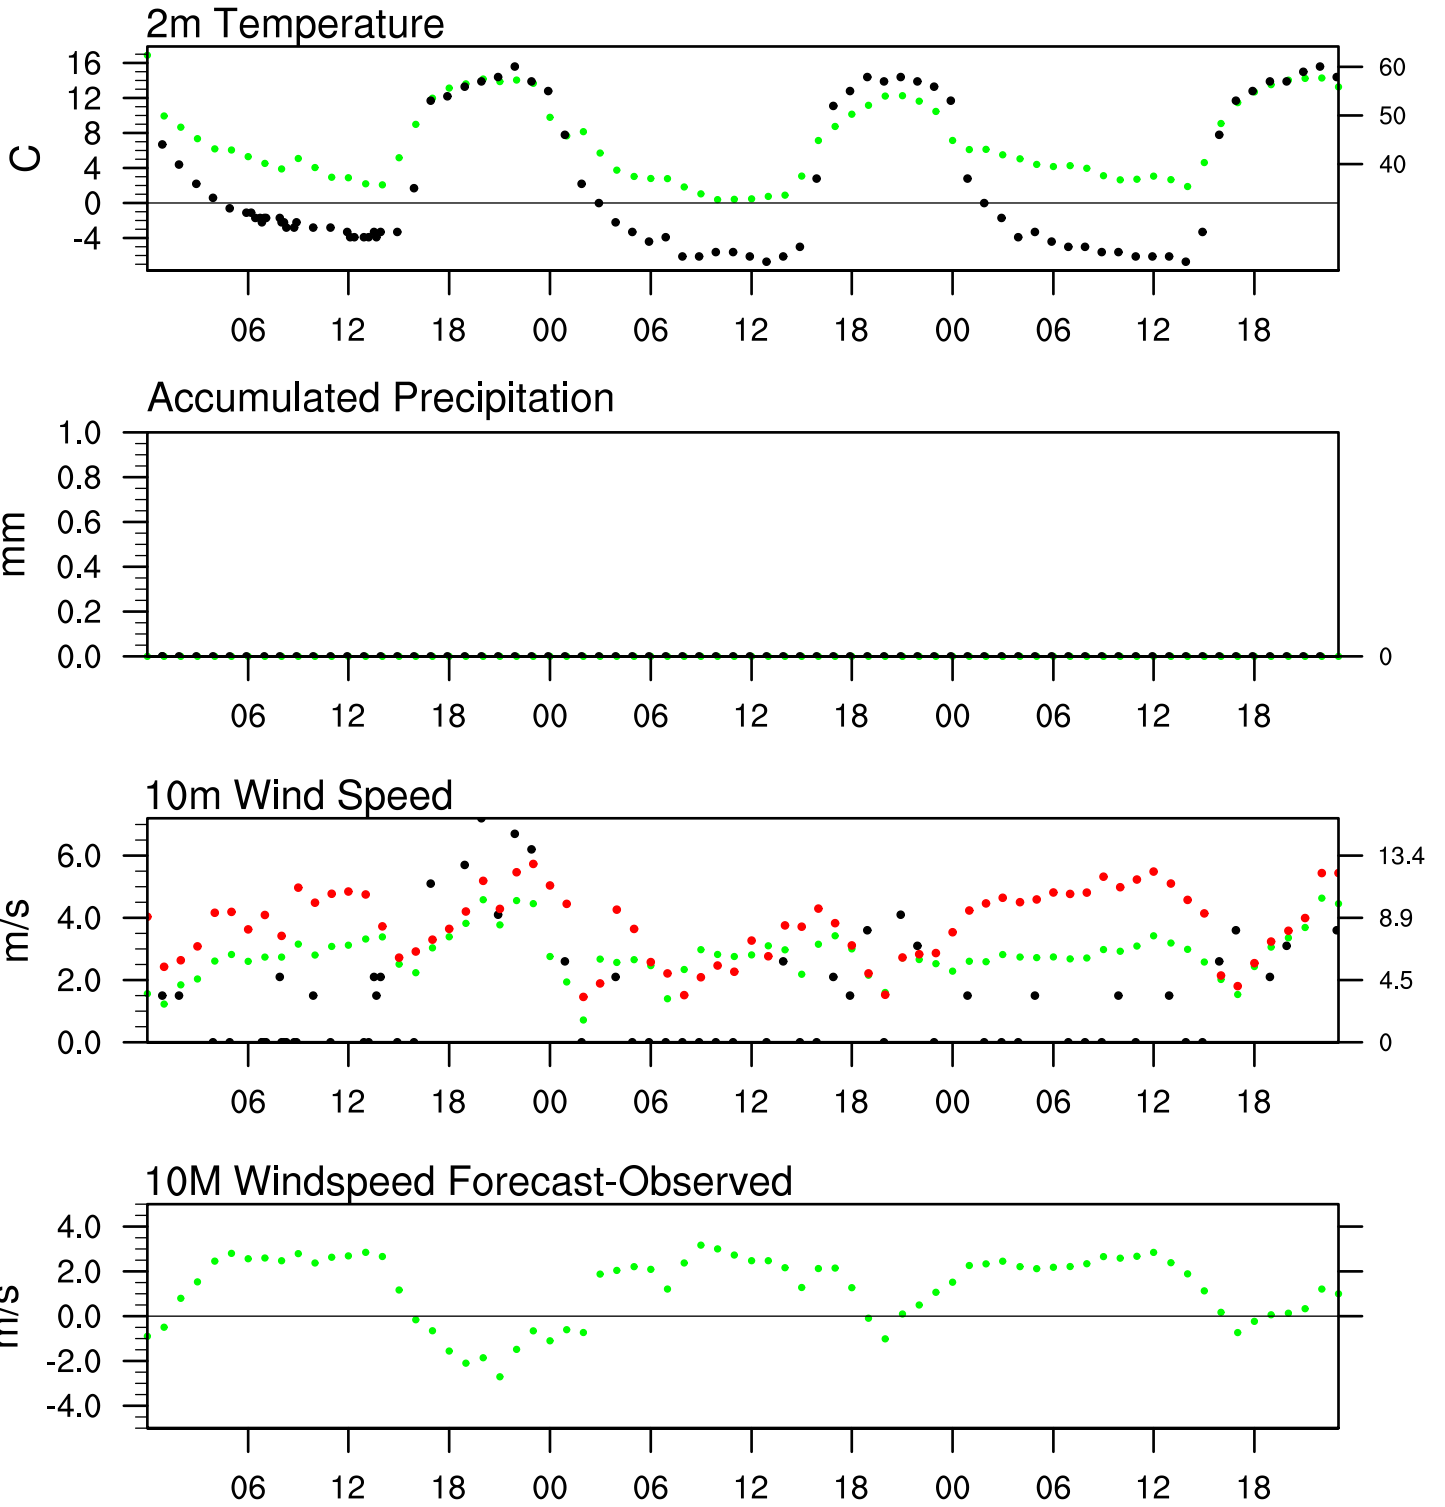 2m Temperature
16
12
8
4
0
-4
C
60
50
40
06 12 18 00 06 12 18 00 06 12 18
Accumulated Precipitation
1.0
0.8
0.6
0.4
0.2
0.0
mm
0
06 12 18 00 06 12 18 00 06 12 18
10m Wind Speed
6.0
4.0
2.0
0.0
m/s
13.4
8.9
4.5
0
06 12 18 00 06 12 18 00 06 12 18
10M Windspeed Forecast-Observed
4.0
2.0
0.0
-2.0
-4.0
m/s
06 12 18 00 06 12 18 00 06 12 18